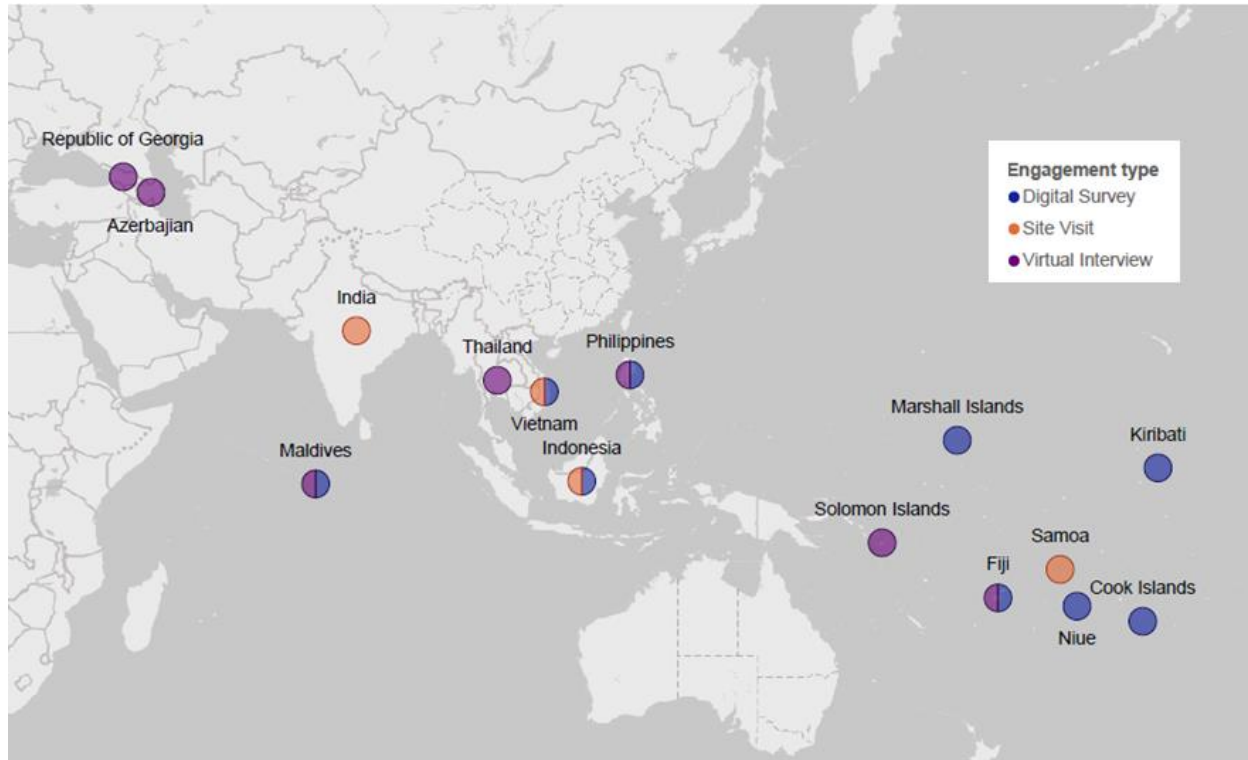 Republic of Georgia
Azerbajian
India
Thailand
Philippines
Vietnam
Indonesia
Maldives
Marshall Islands
Kiribati
Solomon Islands
Samoa
Fiji
Cook Islands
Niue
Engagement type
Digital Survey
Site Visit
Virtual Interview